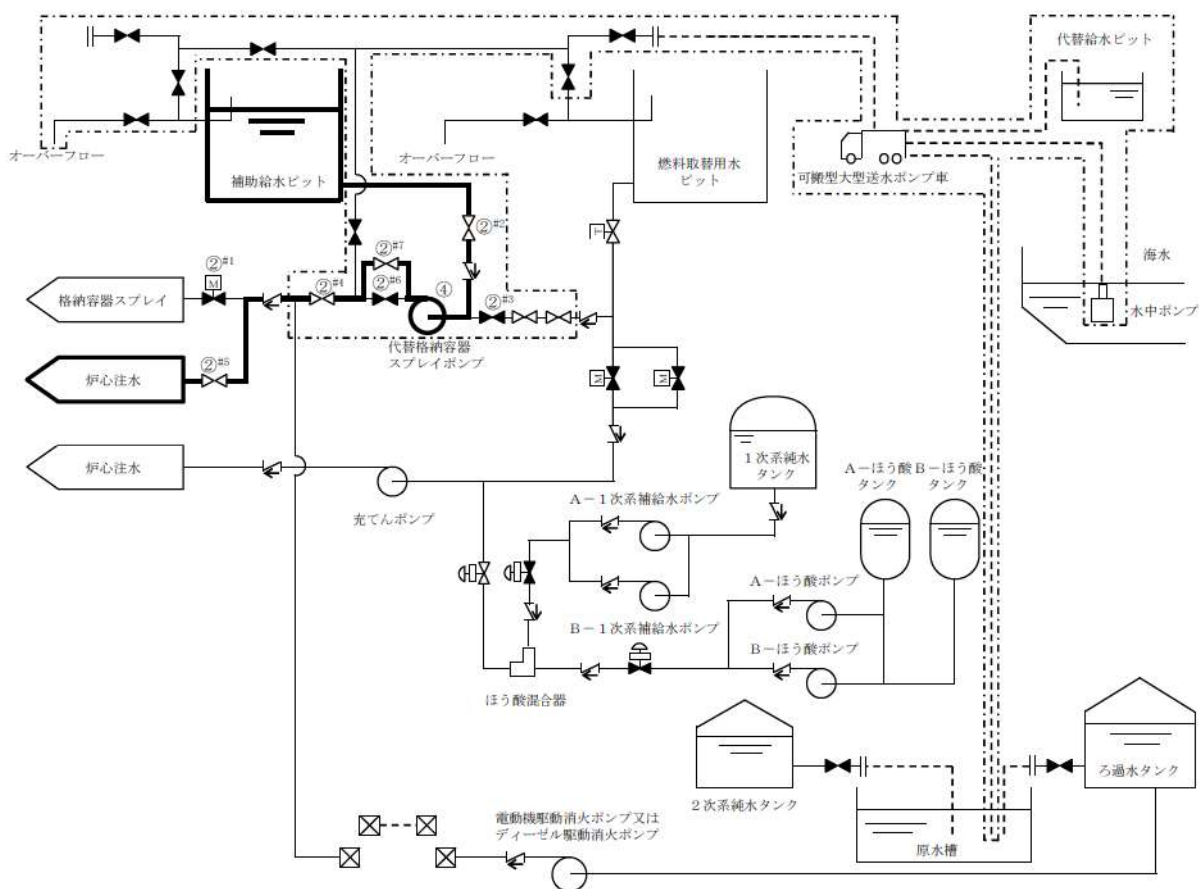 代替給水ピット
オーバーフロー
補助給水ピット
オーバーフロー
燃料取替用水
ピット
可搬型大型送水ポンプ車
②#2
T
海水
②#1
M
②#7
②#4
②#6
④
②#3
格納容器スプレイ
水中ポンプ
代替格納容器
スプレイポンプ
②#5
炉心注水
M
M
1次系純水
タンク
A-ほう酸
タンク
B-ほう酸
タンク
炉心注水
充てんポンプ
A-1次系補給水ポンプ
A-ほう酸ポンプ
B-1次系補給水ポンプ
B-ほう酸ポンプ
ほう酸混合器
2次系純水タンク
ろ過水タンク
電動機駆動消火ポンプ又は
ディーゼル駆動消火ポンプ
原水槽